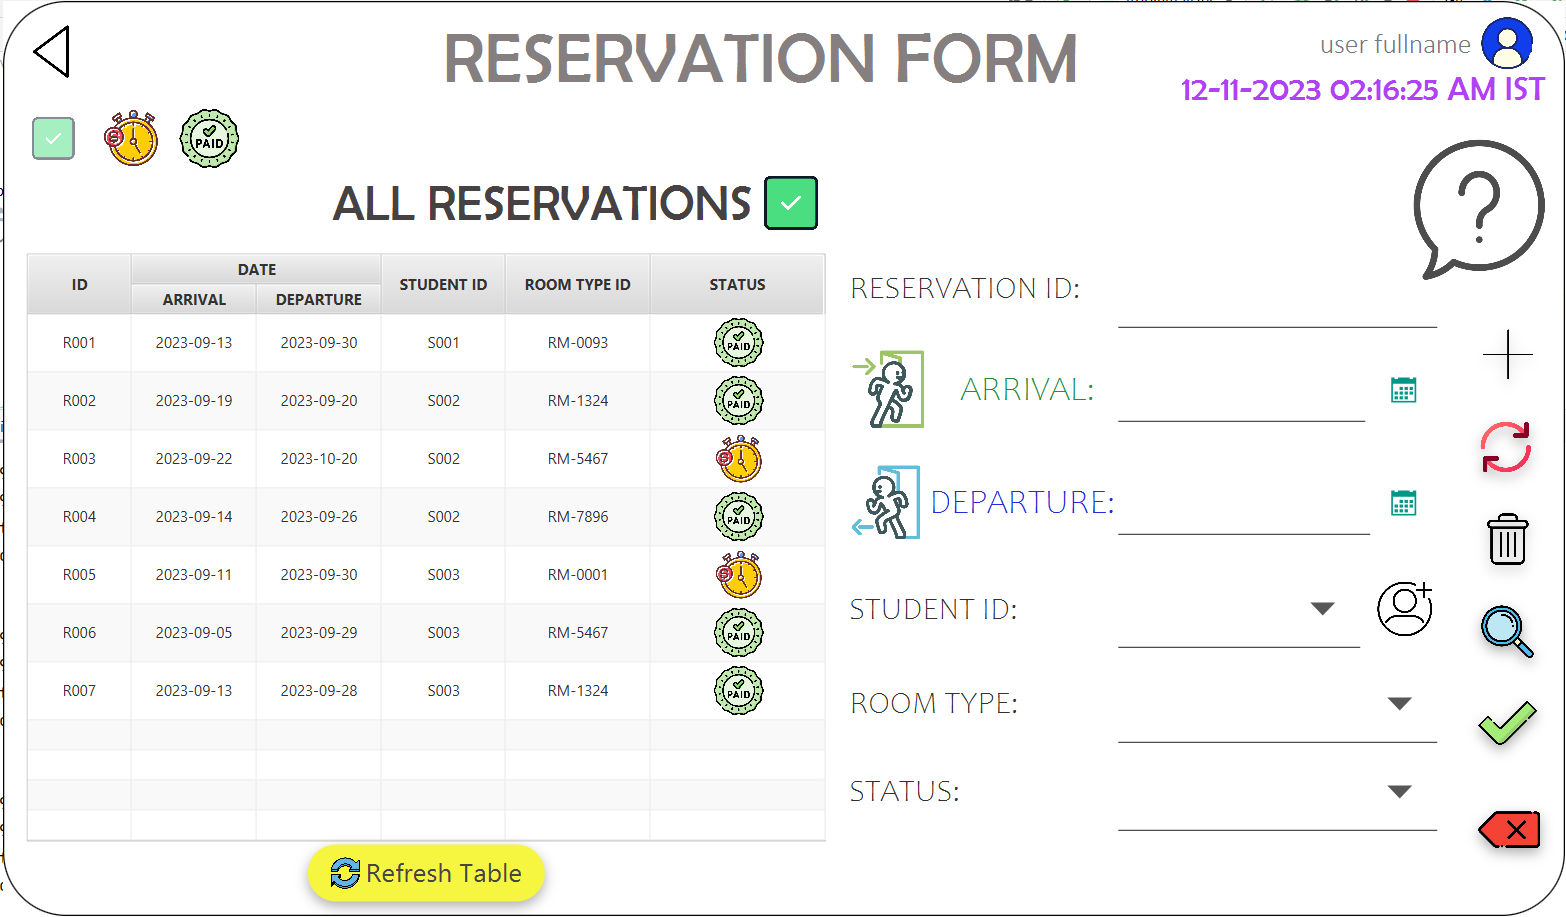 RESERVATION FORM
user fullname
12-11-2023 02:16:25 AM IST
PAID
ALL RESERVATIONS
ID DATE STUDENT ID ROOM TYPE ID STATUS
ARRIVAL DEPARTURE
R001 2023-09-13 2023-09-30 S001 RM-0093 PAID
R002 2023-09-19 2023-09-20 S002 RM-1324 PAID
R003 2023-09-22 2023-10-20 S002 RM-5467
R004 2023-09-14 2023-09-26 S002 RM-7896 PAID
R005 2023-09-11 2023-09-30 S003 RM-0001
R006 2023-09-05 2023-09-29 S003 RM-5467 PAID
R007 2023-09-13 2023-09-28 S003 RM-1324 PAID
Refresh Table
RESERVATION ID:
ARRIVAL:
DEPARTURE:
STUDENT ID:
ROOM TYPE:
STATUS: